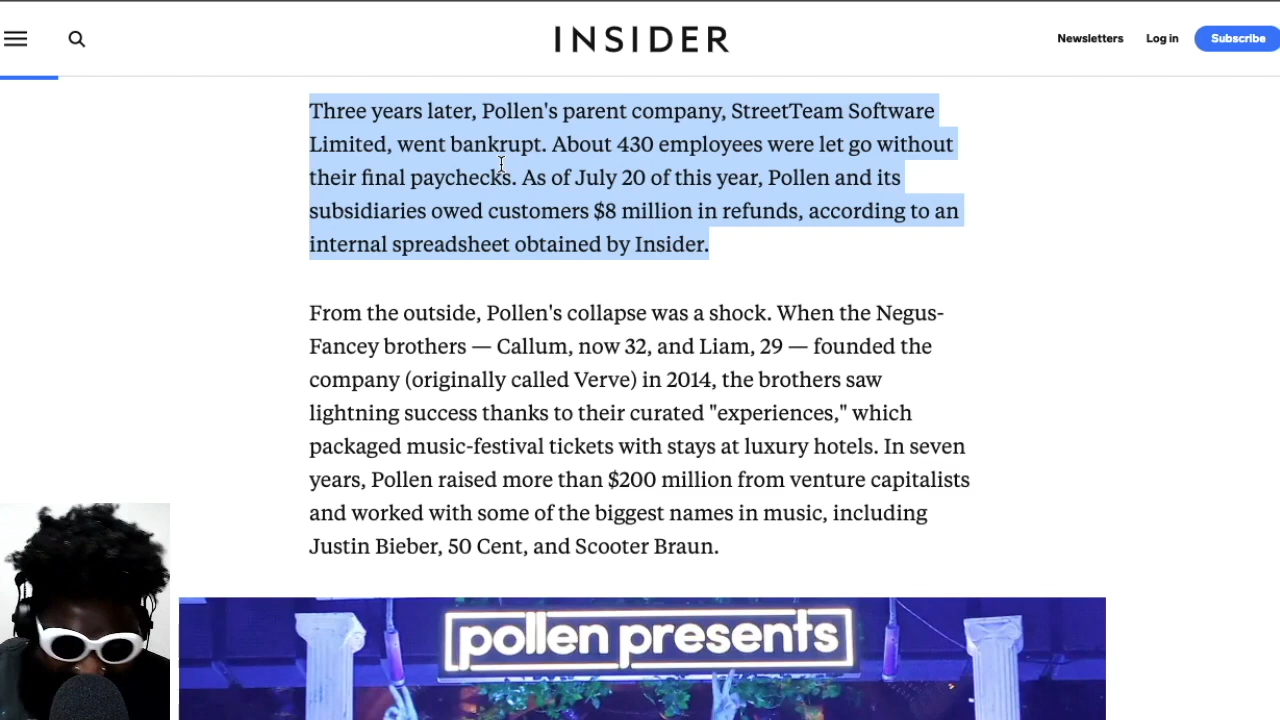 INSIDER
Newsletters
Log in
Subscribe
Three years later, Pollen's parent company, StreetTeam Software
Limited, went bankrupt. About 430 employees were let go without
their final paychecks. As of July 20 of this year, Pollen and its
subsidiaries owed customers $8 million in refunds, according to an
internal spreadsheet obtained by Insider.
From the outside, Pollen's collapse was a shock. When the Negus-
Fancey brothers — Callum, now 32, and Liam, 29 — founded the
company (originally called Verve) in 2014, the brothers saw
lightning success thanks to their curated "experiences," which
packaged music-festival tickets with stays at luxury hotels. In seven
years, Pollen raised more than $200 million from venture capitalists
and worked with some of the biggest names in music, including
Justin Bieber, 50 Cent, and Scooter Braun.
pollen presents